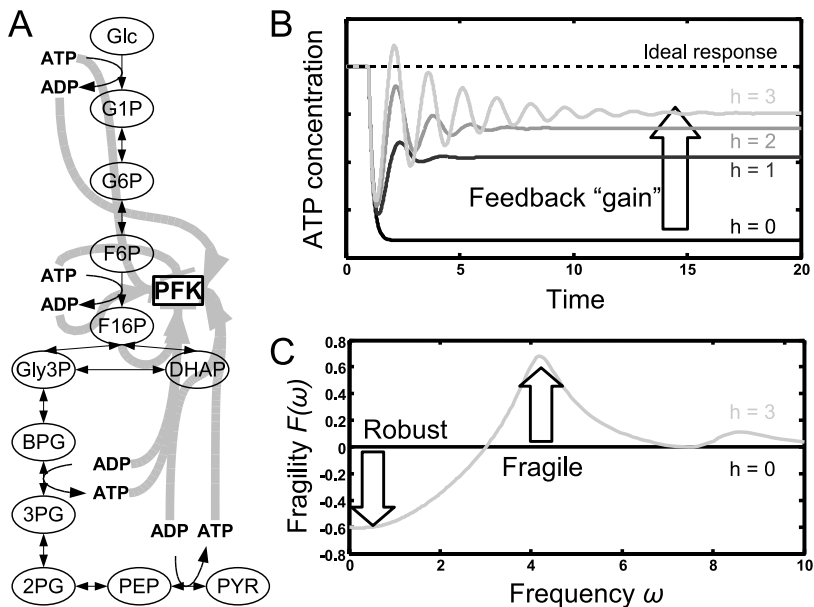 A
Glc
ATP
ADP
G1P
G6P
F6P
ATP
ADP
PFK
F16P
Gly3P
DHAP
BPG
ADP
ATP
3PG
ADP ATP
2PG PEP PYR
B
ATP concentration
Ideal response
h = 3
h = 2
h = 1
Feedback “gain”
h = 0
0 5 10 15 20
Time
C
Fragility F(ω)
0.8
0.6
0.4
0.2
0
-0.2
-0.4
-0.6
-0.8
h = 3
Robust
Fragile
h = 0
0 2 4 6 8 10
Frequency ω